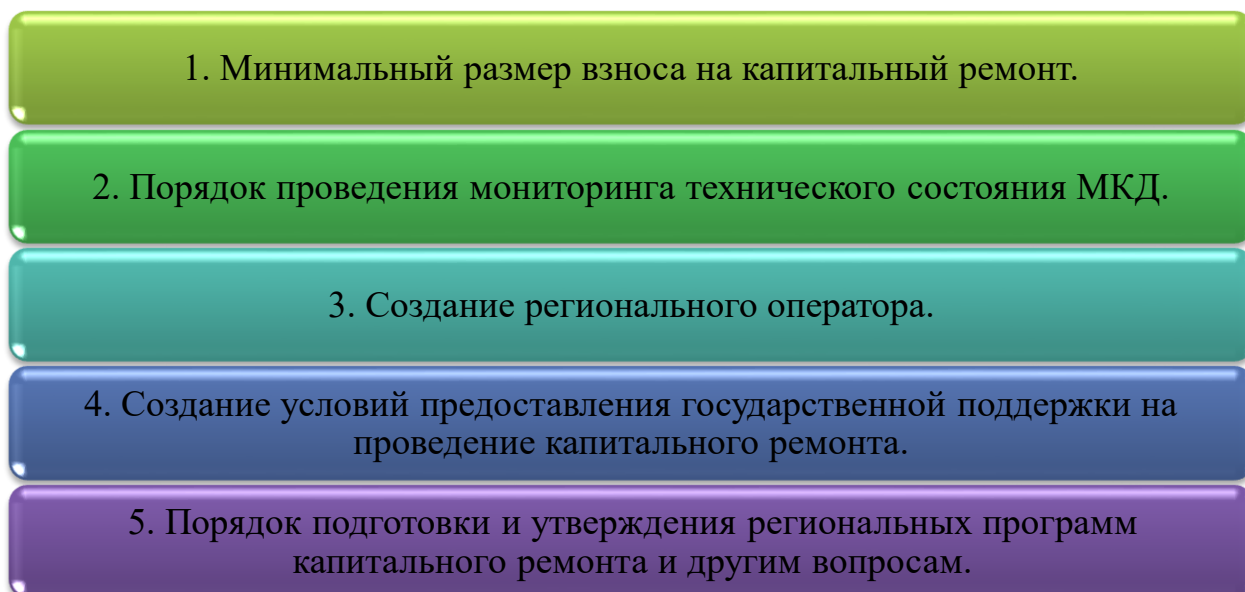 1. Минимальный размер взноса на капитальный ремонт.
2. Порядок проведения мониторинга технического состояния МКД.
3. Создание регионального оператора.
4. Создание условий предоставления государственной поддержки на
проведение капитального ремонта.
5. Порядок подготовки и утверждения региональных программ
капитального ремонта и другим вопросам.